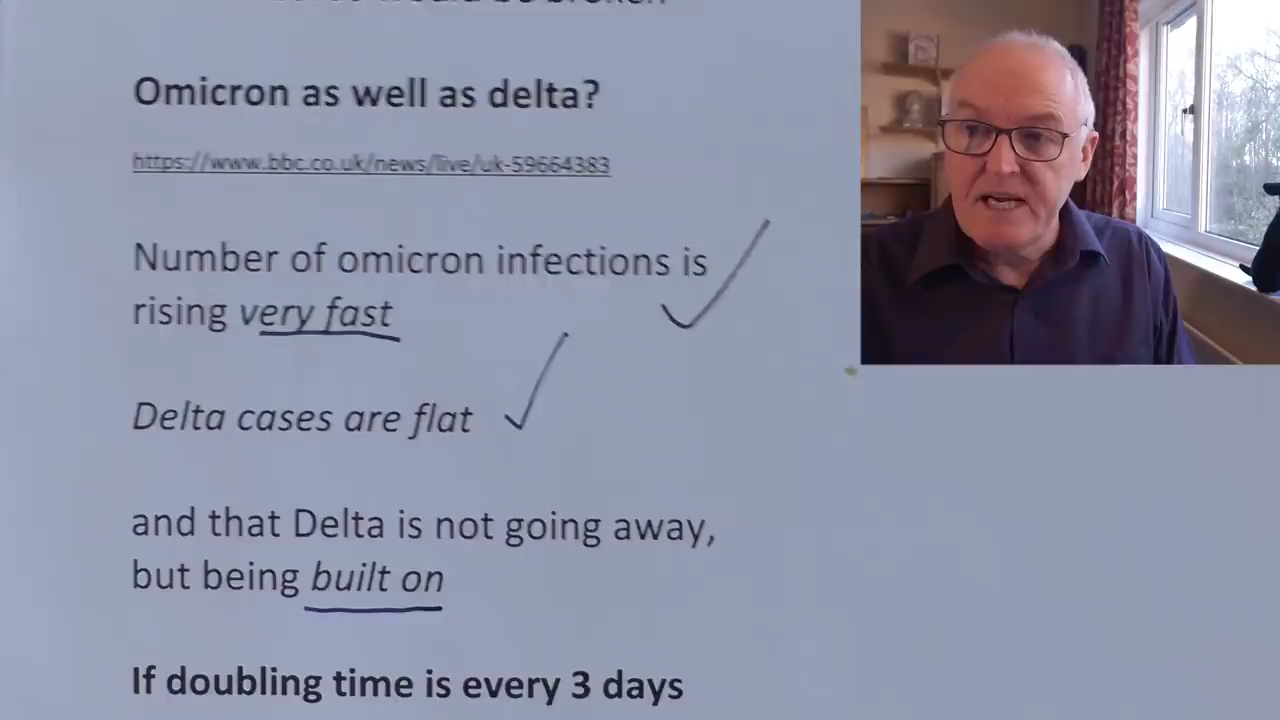 Omicron as well as delta?
https://www.bbc.co.uk/news/live/uk-59664383
Number of omicron infections is
rising very fast
Delta cases are flat
and that Delta is not going away,
but being built on
If doubling time is every 3 days